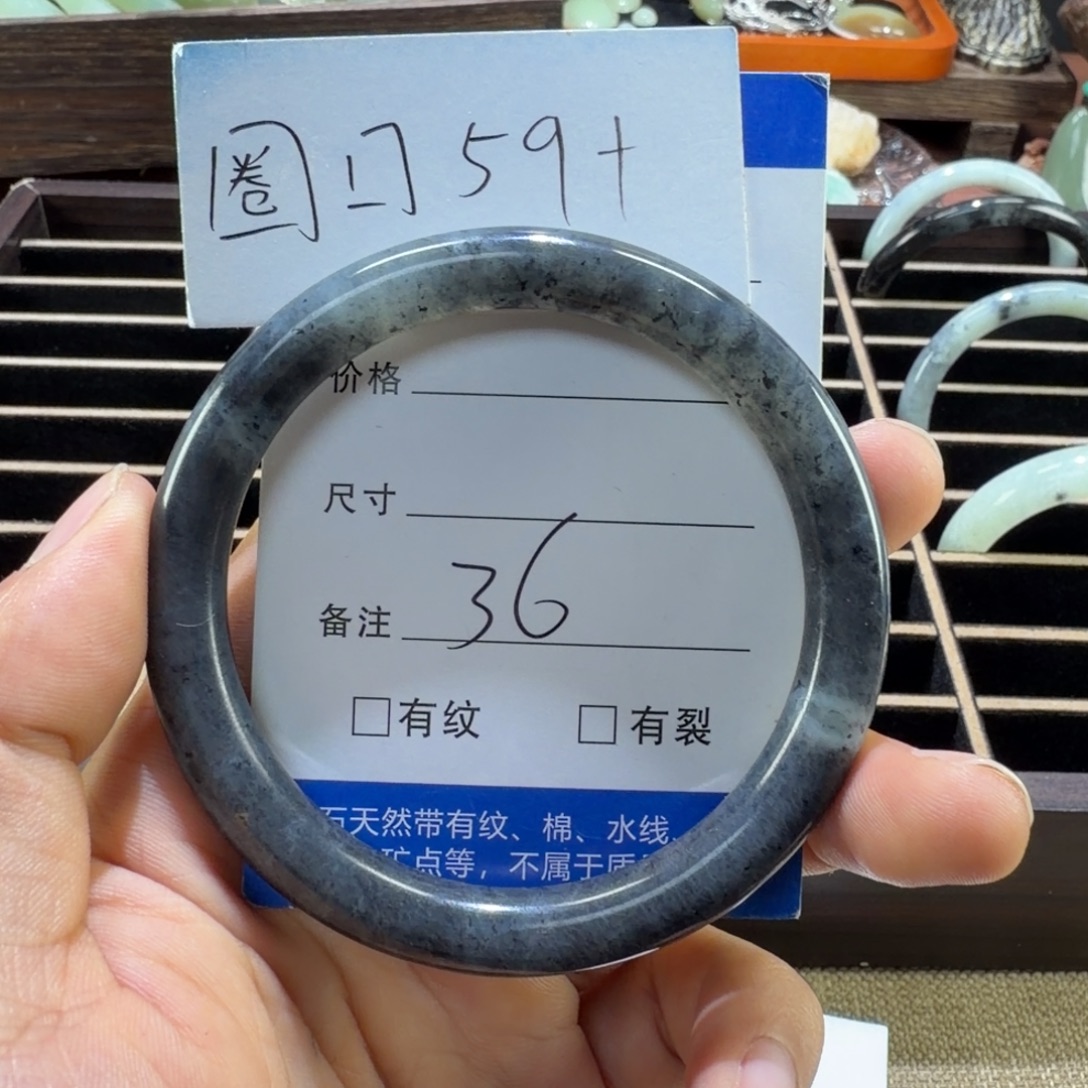 圈口59+
价格
尺寸
36
备注
□有纹 □有裂
石天然带有纹、棉、水线、
矿点等，不属于质